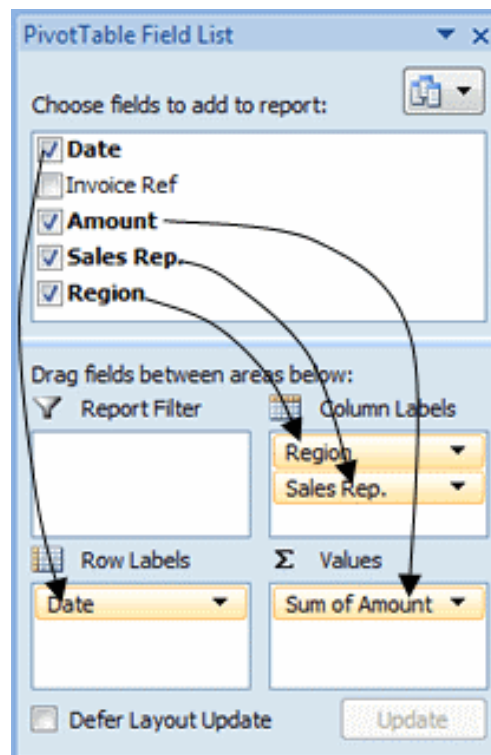 PivotTable Field List
Choose fields to add to report:
Date
Invoice Ref
Amount
Sales Rep.
Region
Drag fields between areas below:
Report Filter
Column Labels
Region
Sales Rep.
Row Labels
Σ Values
Date
Sum of Amount
Defer Layout Update
Update